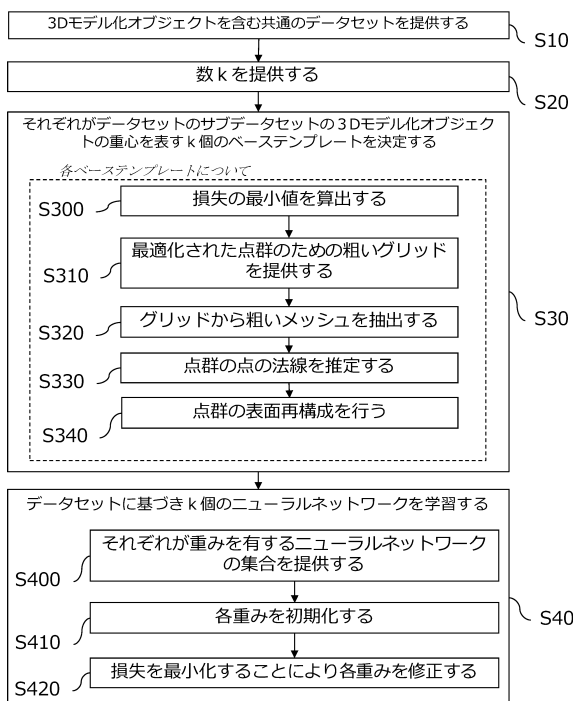 3Dモデル化オブジェクトを含む共通のデータセットを提供する
S10
数ｋを提供する
S20
それぞれがデータセットのサブデータセットの３Dモデル化オブジェク
トの重心を表すｋ個のベーステンプレートを決定する
各ベーステンプレートについて
損失の最小値を算出する
S300
最適化された点群のための粗いグリッド
を提供する
S310
グリッドから粗いメッシュを抽出する
S320
S30
点群の点の法線を推定する
S330
点群の表面再構成を行う
S340
データセットに基づきｋ個のニューラルネットワークを学習する
それぞれが重みを有するニューラルネットワーク
の集合を提供する
S400
各重みを初期化する
S410
S40
損失を最小化することにより各重みを修正する
S420